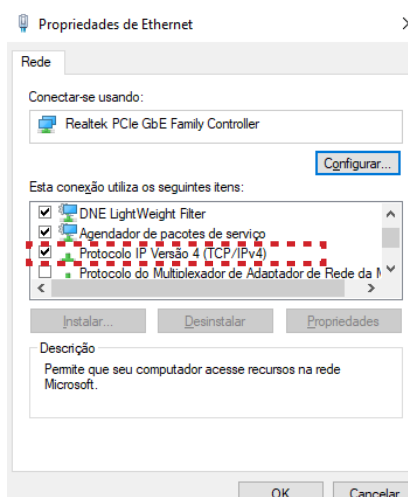 Propriedades de Ethernet
Rede
Conectar-se usando:
Realtek PCIe GbE Family Controller
Configurar...
Esta conexão utiliza os seguintes itens:
DNE LightWeight Filter
Agendador de pacotes de serviço
Protocolo IP Versão 4 (TCP/IPv4)
Protocolo do Multiplexador de Adaptador de Rede da
Instalar...
Desinstalar
Propriedades
Descrição
Permite que seu computador acesse recursos na rede
Microsoft.
OK
Cancelar